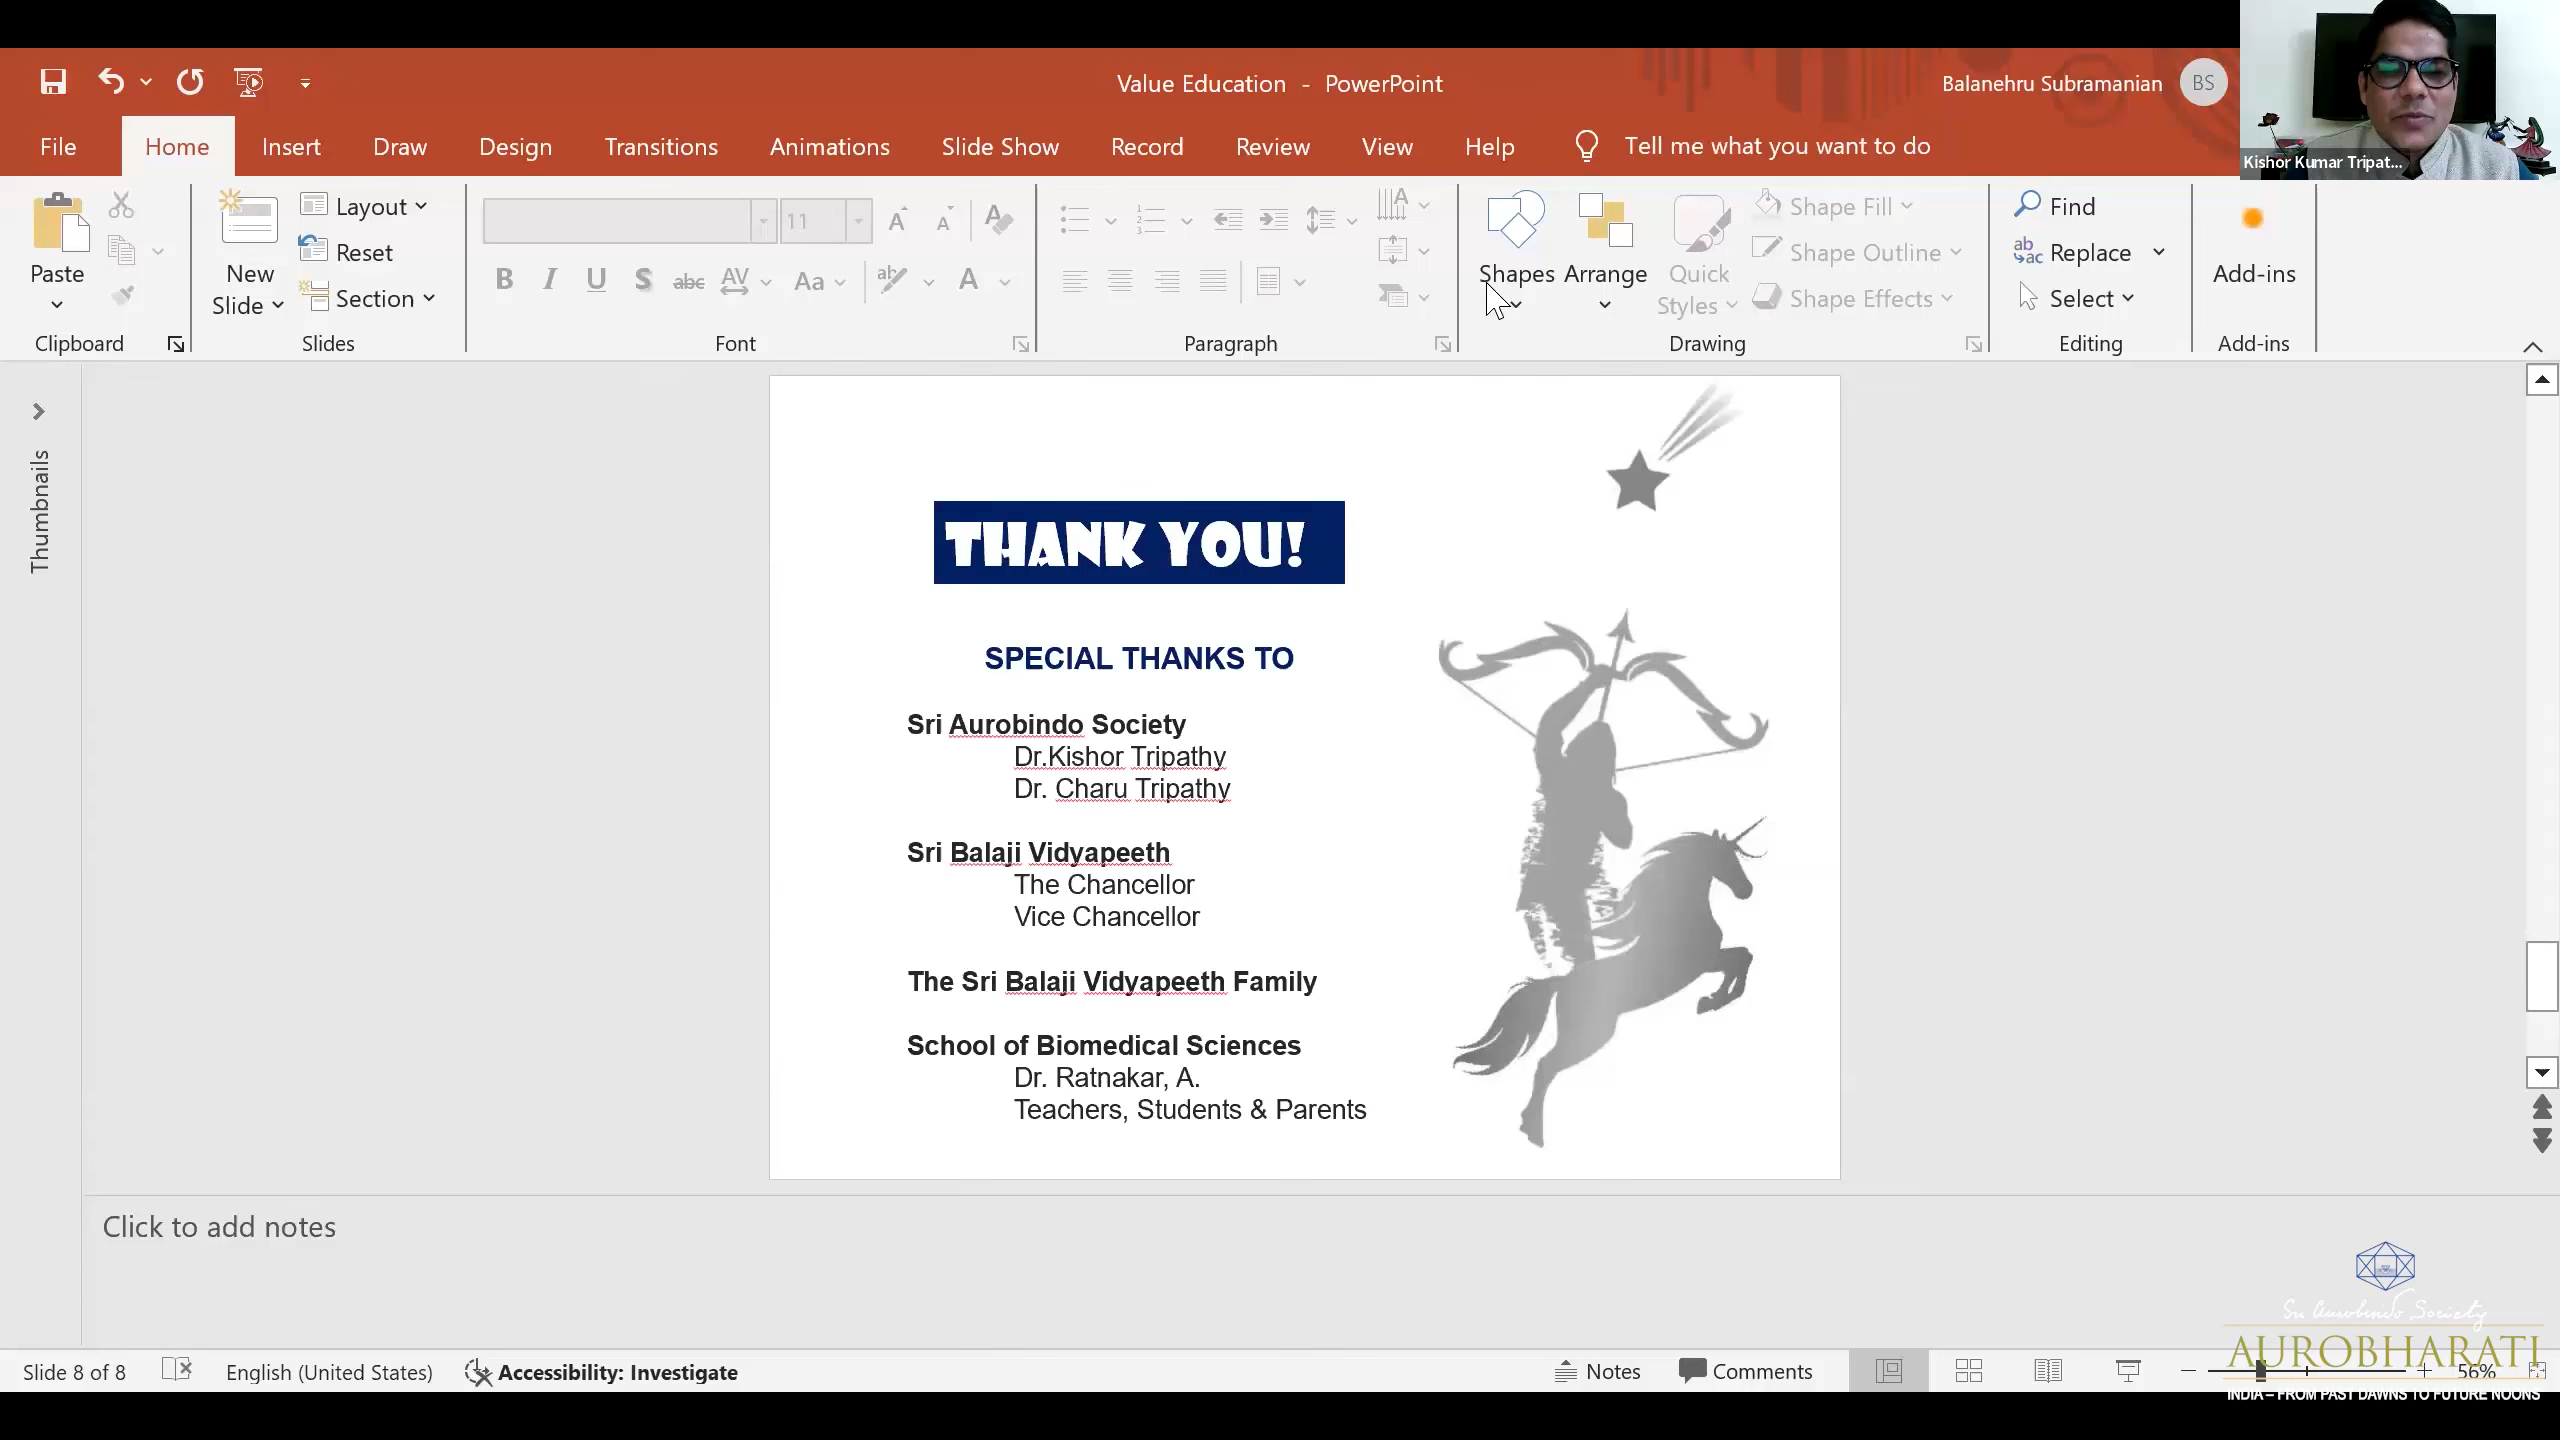 Value Education - PowerPoint
Balanehru Subramanian
BS
Kishor Kumar Tripat...
File
Home
Insert
Draw
Design
Transitions
Animations
Slide Show
Record
Review
View
Help
Tell me what you want to do
Paste
Clipboard
New
Slide
Layout
Reset
Section
Slides
11
Font
Paragraph
Shapes
Arrange
Quick
Styles
Shape Fill
Shape Outline
Shape Effects
Drawing
Find
Replace
Select
Editing
Add-ins
Add-ins
Thumbnails
THANK YOU!
SPECIAL THANKS TO
Sri Aurobindo Society
Dr.Kishor Tripathy
Dr. Charu Tripathy
Sri Balaji Vidyapeeth
The Chancellor
Vice Chancellor
The Sri Balaji Vidyapeeth Family
School of Biomedical Sciences
Dr. Ratnakar, A.
Teachers, Students & Parents
Click to add notes
Sri Aurobindo Society
AUROBHARATI
INDIA – FROM PAST DAWNS TO FUTURE NOONS
Slide 8 of 8
English (United States)
Accessibility: Investigate
Notes
Comments
56%